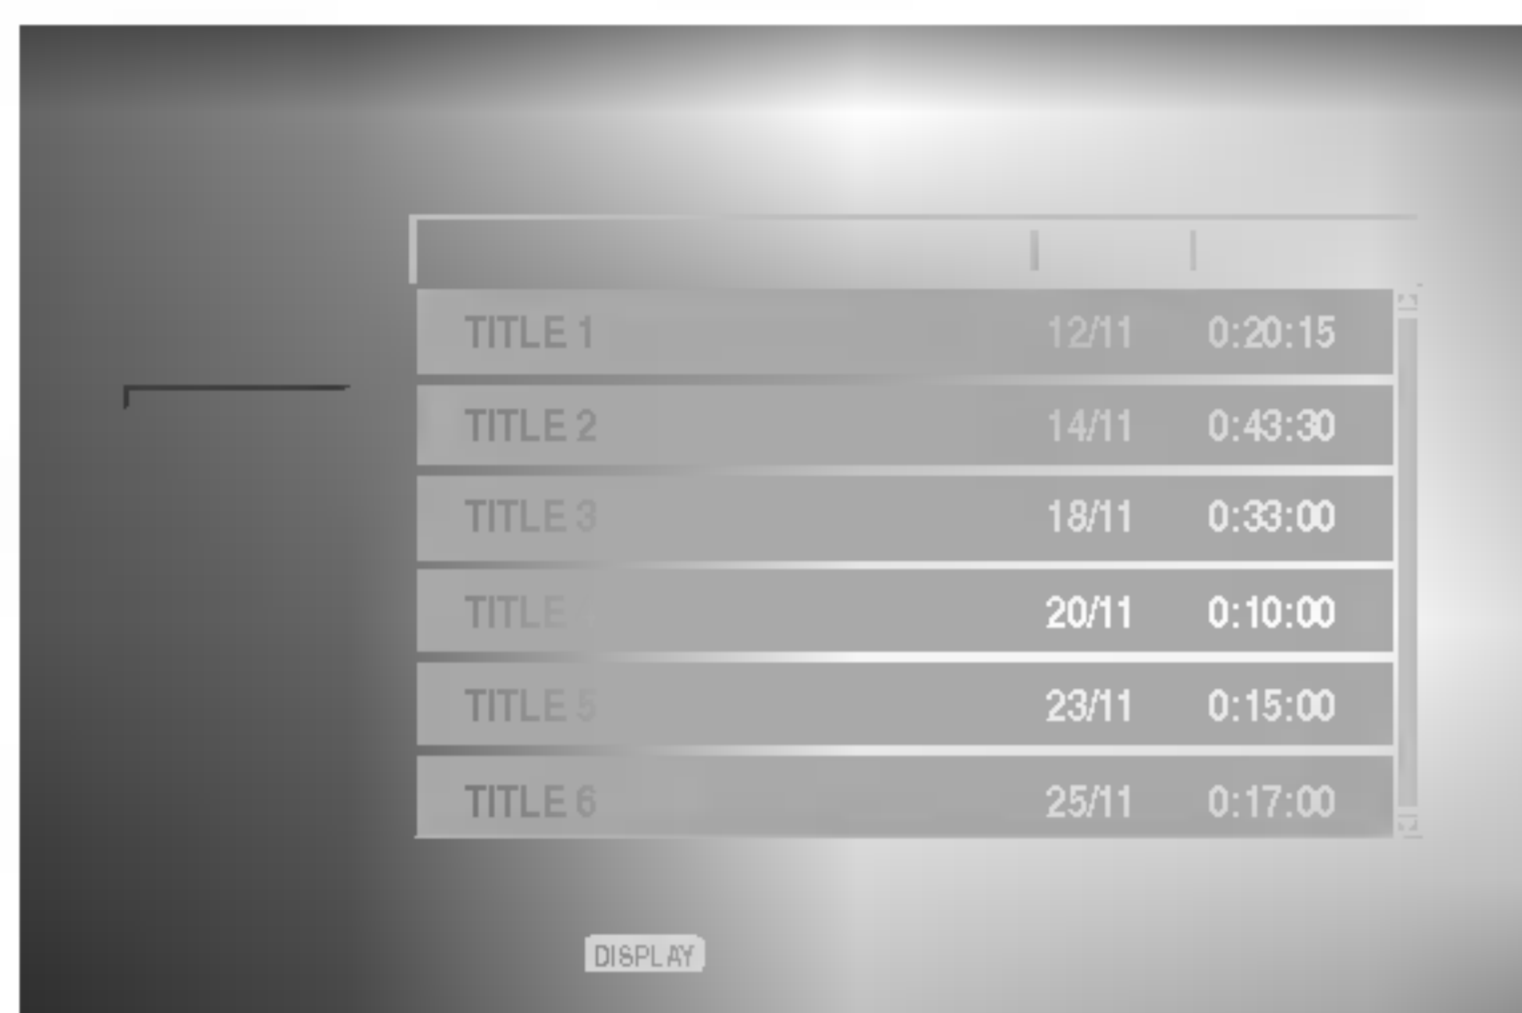 TITLE 1 12/11 0:20:15
TITLE 2 14/11 0:43:30
TITLE 3 18/11 0:33:00
TITLE 20/11 0:10:00
TITLE 5 23/11 0:15:00
TITLE 6 25/11 0:17:00
DISPLAY